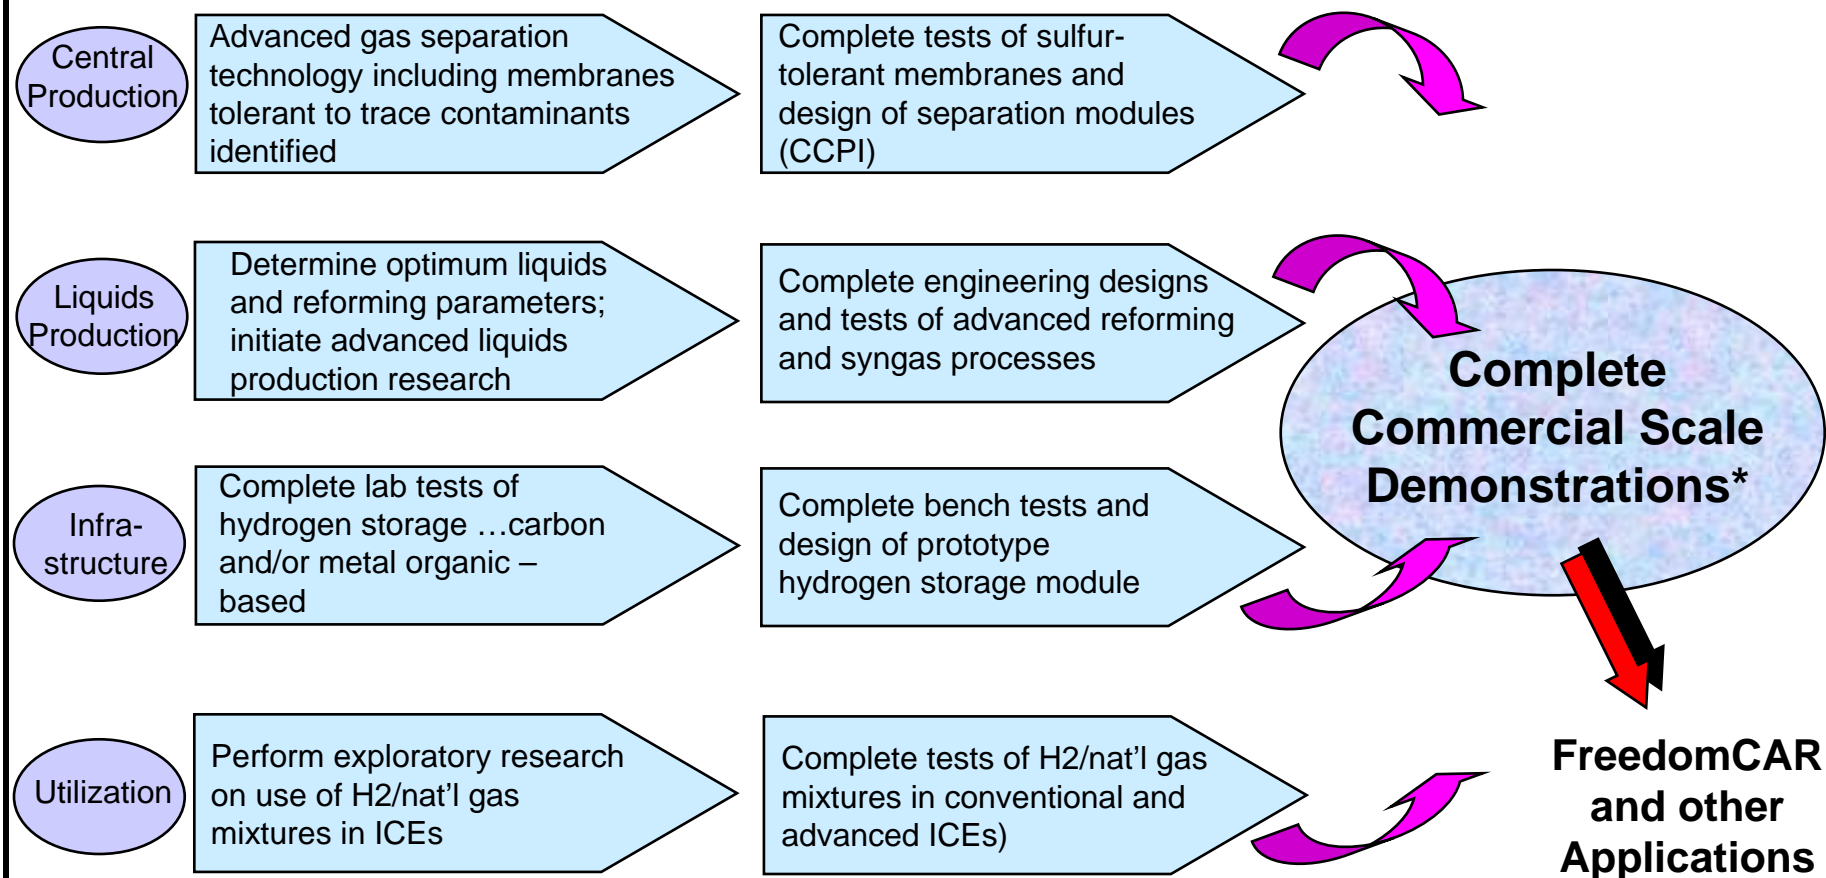 Central
Production
Advanced gas separation
technology including membranes
tolerant to trace contaminants
identified
Complete tests of sulfur-
tolerant membranes and
design of separation modules
(CCPI)
Liquids
Production
Determine optimum liquids
and reforming parameters;
initiate advanced liquids
production research
Complete engineering designs
and tests of advanced reforming
and syngas processes
Complete
Commercial Scale
Demonstrations*
Infra-
structure
Complete lab tests of
hydrogen storage …carbon
and/or metal organic –
based
Complete bench tests and
design of prototype
hydrogen storage module
Utilization
Perform exploratory research
on use of H2/nat’l gas
mixtures in ICEs
Complete tests of H2/nat’l gas
mixtures in conventional and
advanced ICEs)
FreedomCAR
and other
Applications